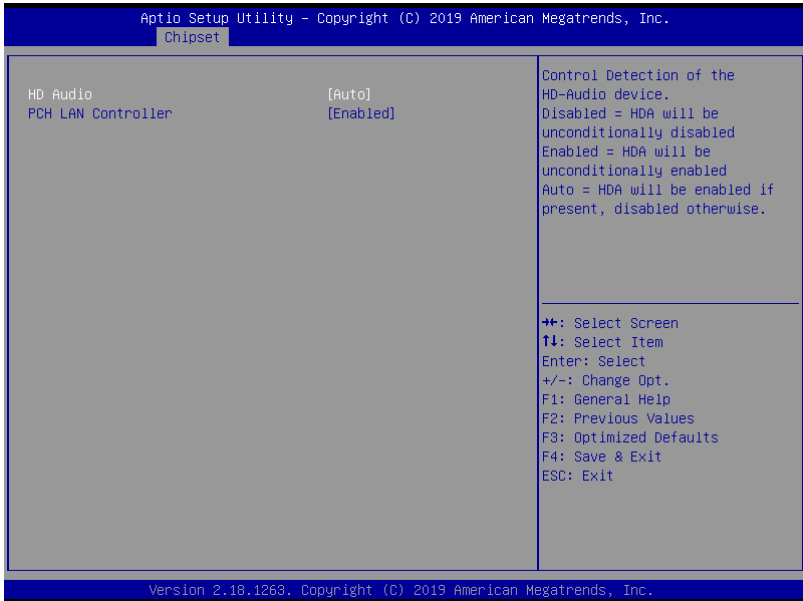 Aptio Setup Utility – Copyright (C) 2019 American Megatrends, Inc.
Chipset
HD Audio [Auto]
PCH LAN Controller [Enabled]
Control Detection of the
HD-Audio device.
Disabled = HDA will be
unconditionally disabled
Enabled = HDA will be
unconditionally enabled
Auto = HDA will be enabled if
present, disabled otherwise.
→←: Select Screen
↑↓: Select Item
Enter: Select
+/-: Change Opt.
F1: General Help
F2: Previous Values
F3: Optimized Defaults
F4: Save & Exit
ESC: Exit
Version 2.18.1263. Copyright (C) 2019 American Megatrends, Inc.